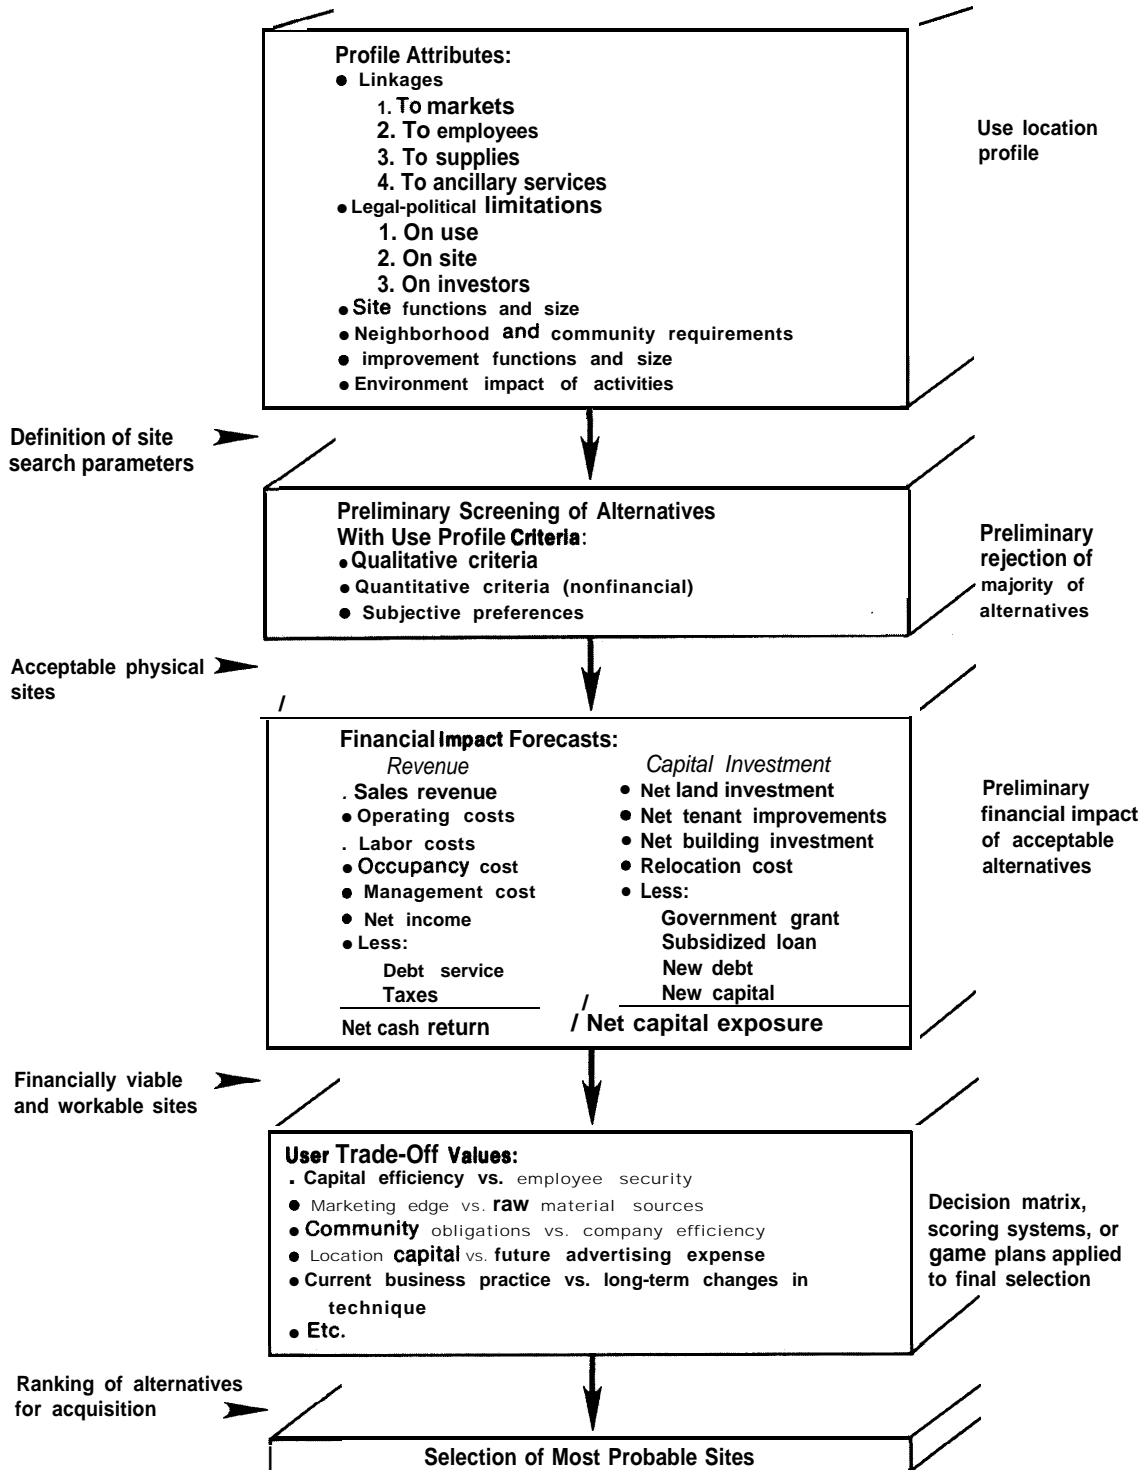 Profile Attributes:
● Linkages
1. To markets
2. To employees
3. To supplies
4. To ancillary services
● Legal-political limitations
1. On use
2. On site
3. On investors
● Site functions and size
● Neighborhood and community requirements
● improvement functions and size
● Environment impact of activities
Use location
profile
Definition of site
search parameters
Preliminary Screening of Alternatives
With Use Profile Criteria:
● Qualitative criteria
● Quantitative criteria (nonfinancial)
● Subjective preferences
Preliminary
rejection of
majority of
alternatives
Acceptable physical
sites
Financial Impact Forecasts:
Revenue
. Sales revenue
● Operating costs
. Labor costs
● Occupancy cost
● Management cost
● Net income
● Less:
Debt service
Taxes
Net cash return
Capital Investment
● Net land investment
● Net tenant improvements
● Net building investment
● Relocation cost
● Less:
Government grant
Subsidized loan
New debt
New capital
/ Net capital exposure
Preliminary
financial impact
of acceptable
alternatives
Financially viable
and workable sites
User Trade-Off Values:
. Capital efficiency vs. employee security
● Marketing edge vs. raw material sources
● Community obligations vs. company efficiency
● Location capital vs. future advertising expense
● Current business practice vs. long-term changes in
technique
● Etc.
Decision matrix,
scoring systems, or
game plans applied
to final selection
Ranking of alternatives
for acquisition
Selection of Most Probable Sites